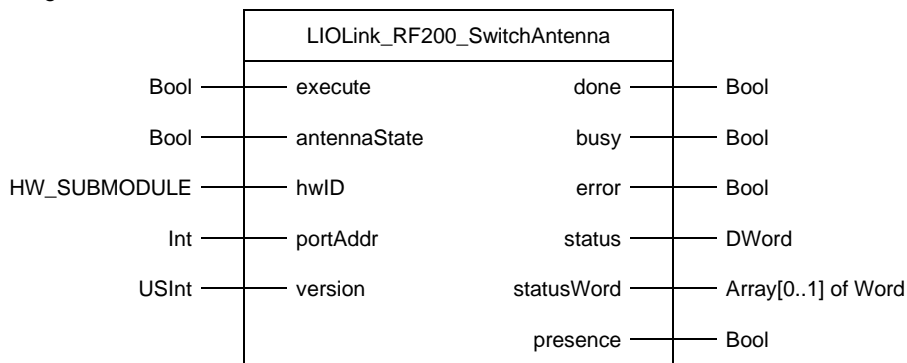 LIOLink_RF200_SwitchAntenna
Bool execute done Bool
Bool antennaState busy Bool
HW_SUBMODULE hwID error Bool
Int portAddr status DWord
USInt version statusWord Array[0..1] of Word
presence Bool